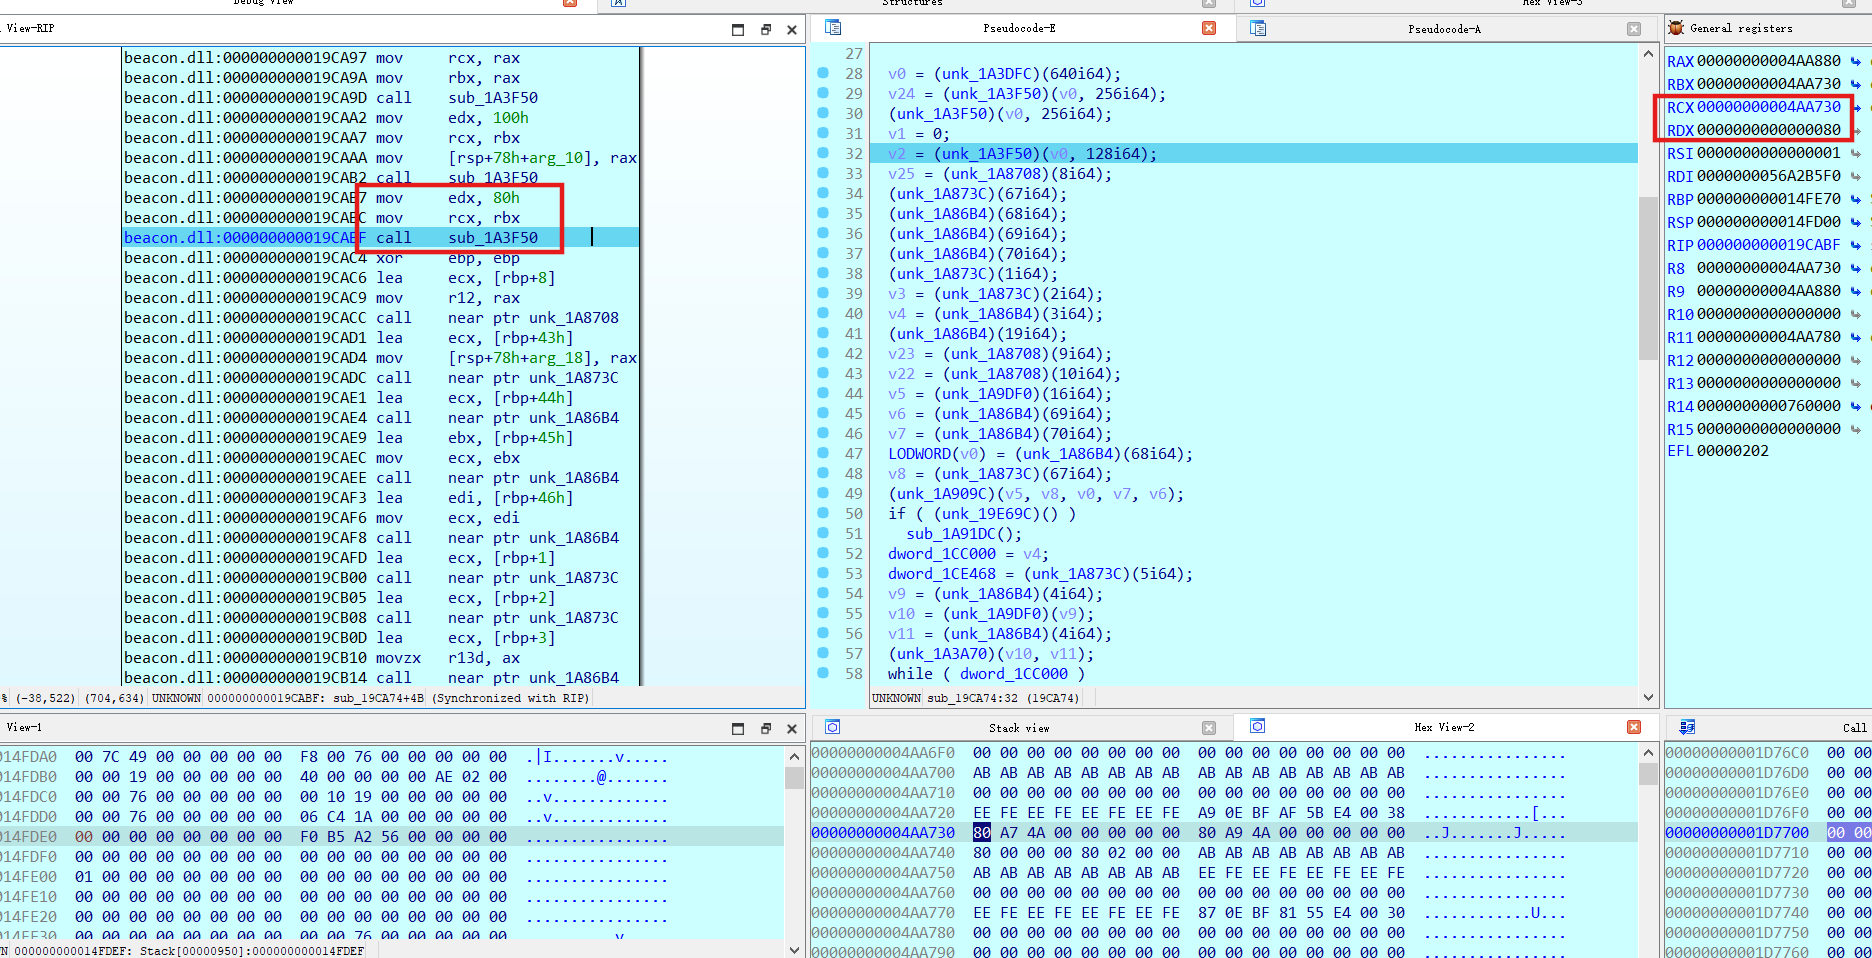 Debug View
Structures
Hex View-3
View-RIP
beacon.dll:000000000019CA97 mov rcx, rax
beacon.dll:000000000019CA9A mov rbx, rax
beacon.dll:000000000019CA9D call sub_1A3F50
beacon.dll:000000000019CAA2 mov edx, 100h
beacon.dll:000000000019CAA7 mov rcx, rbx
beacon.dll:000000000019CAAA mov [rsp+78h+arg_10], rax
beacon.dll:000000000019CAB2 call sub_1A3F50
beacon.dll:000000000019CAB7 mov edx, 80h
beacon.dll:000000000019CABC mov rcx, rbx
beacon.dll:000000000019CABF call sub_1A3F50
beacon.dll:000000000019CAC4 xor ebp, ebp
beacon.dll:000000000019CAC6 lea ecx, [rbp+8]
beacon.dll:000000000019CAC9 mov r12, rax
beacon.dll:000000000019CACC call near ptr unk_1A8708
beacon.dll:000000000019CAD1 lea ecx, [rbp+43h]
beacon.dll:000000000019CAD4 mov [rsp+78h+arg_18], rax
beacon.dll:000000000019CADC call near ptr unk_1A873C
beacon.dll:000000000019CAE1 lea ecx, [rbp+44h]
beacon.dll:000000000019CAE4 call near ptr unk_1A86B4
beacon.dll:000000000019CAE9 lea ebx, [rbp+45h]
beacon.dll:000000000019CAEC mov ecx, ebx
beacon.dll:000000000019CAEE call near ptr unk_1A86B4
beacon.dll:000000000019CAF3 lea edi, [rbp+46h]
beacon.dll:000000000019CAF6 mov ecx, edi
beacon.dll:000000000019CAF8 call near ptr unk_1A86B4
beacon.dll:000000000019CAFD lea ecx, [rbp+1]
beacon.dll:000000000019CB00 call near ptr unk_1A873C
beacon.dll:000000000019CB05 lea ecx, [rbp+2]
beacon.dll:000000000019CB08 call near ptr unk_1A873C
beacon.dll:000000000019CB0D lea ecx, [rbp+3]
beacon.dll:000000000019CB10 movzx r13d, ax
beacon.dll:000000000019CB14 call near ptr unk_1A86B4
% (-38,522) (704,634) UNKNOWN 000000000019CABF: sub_19CA74+4B (Synchronized with RIP)
Pseudocode-E
Pseudocode-A
27
28 v0 = (unk_1A3DFC)(640i64);
29 v24 = (unk_1A3F50)(v0, 256i64);
30 (unk_1A3F50)(v0, 256i64);
31 v1 = 0;
32 v2 = (unk_1A3F50)(v0, 128i64);
33 v25 = (unk_1A8708)(8i64);
34 (unk_1A873C)(67i64);
35 (unk_1A86B4)(68i64);
36 (unk_1A86B4)(69i64);
37 (unk_1A86B4)(70i64);
38 (unk_1A873C)(1i64);
39 v3 = (unk_1A873C)(2i64);
40 v4 = (unk_1A86B4)(3i64);
41 (unk_1A86B4)(19i64);
42 v23 = (unk_1A8708)(9i64);
43 v22 = (unk_1A8708)(10i64);
44 v5 = (unk_1A9DF0)(16i64);
45 v6 = (unk_1A86B4)(69i64);
46 v7 = (unk_1A86B4)(70i64);
47 LODWORD(v0) = (unk_1A86B4)(68i64);
48 v8 = (unk_1A873C)(67i64);
49 (unk_1A909C)(v5, v8, v0, v7, v6);
50 if ( (unk_19E69C)() )
51 sub_1A91DC();
52 dword_1CC000 = v4;
53 dword_1CE468 = (unk_1A873C)(5i64);
54 v9 = (unk_1A86B4)(4i64);
55 v10 = (unk_1A9DF0)(v9);
56 v11 = (unk_1A86B4)(4i64);
57 (unk_1A3A70)(v10, v11);
58 while ( dword_1CC000 )
UNKNOWN sub_19CA74:32 (19CA74)
General registers
RAX 00000000004AA880
RBX 00000000004AA730
RCX 00000000004AA730
RDX 0000000000000080
RSI 0000000000000001
RDI 0000000056A2B5F0
RBP 000000000014FE70
RSP 000000000014FD00
RIP 000000000019CABF
R8 00000000004AA730
R9 00000000004AA880
R10 0000000000000000
R11 00000000004AA780
R12 0000000000000000
R13 0000000000000000
R14 0000000000760000
R15 0000000000000000
EFL 00000202
View-1
014FDA0 00 7C 49 00 00 00 00 00 F8 00 76 00 00 00 00 00 .|I.......v.....
014FDB0 00 00 19 00 00 00 00 00 40 00 00 00 00 AE 02 00 ........@.......
014FDC0 00 00 76 00 00 00 00 00 00 10 19 00 00 00 00 00 ..v.............
014FDD0 00 00 76 00 00 00 00 00 06 C4 1A 00 00 00 00 00 ..v.............
014FDE0 00 00 00 00 00 00 00 00 F0 B5 A2 56 00 00 00 00 ................
014FDF0 00 00 00 00 00 00 00 00 00 00 00 00 00 00 00 00 ................
014FE00 01 00 00 00 00 00 00 00 00 00 00 00 00 00 00 00 ................
014FE10 00 00 00 00 00 00 00 00 00 00 00 00 00 00 00 00 ................
014FE20 00 00 00 00 00 00 00 00 00 00 00 00 00 00 00 00 ................
014FE30 00 00 00 00 00 00 00 00 00 00 76 00 00 00 00 00 ..........v.....
000000000014FDEF: Stack[00000950]:000000000014FDEF
Stack view
Hex View-2
00000000004AA6F0 00 00 00 00 00 00 00 00 00 00 00 00 00 00 00 00 ................
00000000004AA700 AB AB AB AB AB AB AB AB AB AB AB AB AB AB AB AB ................
00000000004AA710 00 00 00 00 00 00 00 00 00 00 00 00 00 00 00 00 ................
00000000004AA720 EE FE EE FE EE FE EE FE A9 0E BF AF 5B E4 00 38 ............[...
00000000004AA730 80 A7 4A 00 00 00 00 00 80 A9 4A 00 00 00 00 00 ..J.......J.....
00000000004AA740 80 00 00 00 80 02 00 00 AB AB AB AB AB AB AB AB ................
00000000004AA750 AB AB AB AB AB AB AB AB EE FE EE FE EE FE EE FE ................
00000000004AA760 00 00 00 00 00 00 00 00 00 00 00 00 00 00 00 00 ................
00000000004AA770 EE FE EE FE EE FE EE FE 87 0E BF 81 55 E4 00 30 ............U...
00000000004AA780 00 00 00 00 00 00 00 00 00 00 00 00 00 00 00 00 ................
00000000004AA790 00 00 00 00 00 00 00 00 00 00 00 00 00 00 00 00 ................
Call
00000000001D76C0 00 00
00000000001D76D0 00 00
00000000001D76E0 00 00
00000000001D76F0 00 00
00000000001D7700 00 00
00000000001D7710 00 00
00000000001D7720 00 00
00000000001D7730 00 00
00000000001D7740 00 00
00000000001D7750 00 00
00000000001D7760 00 00